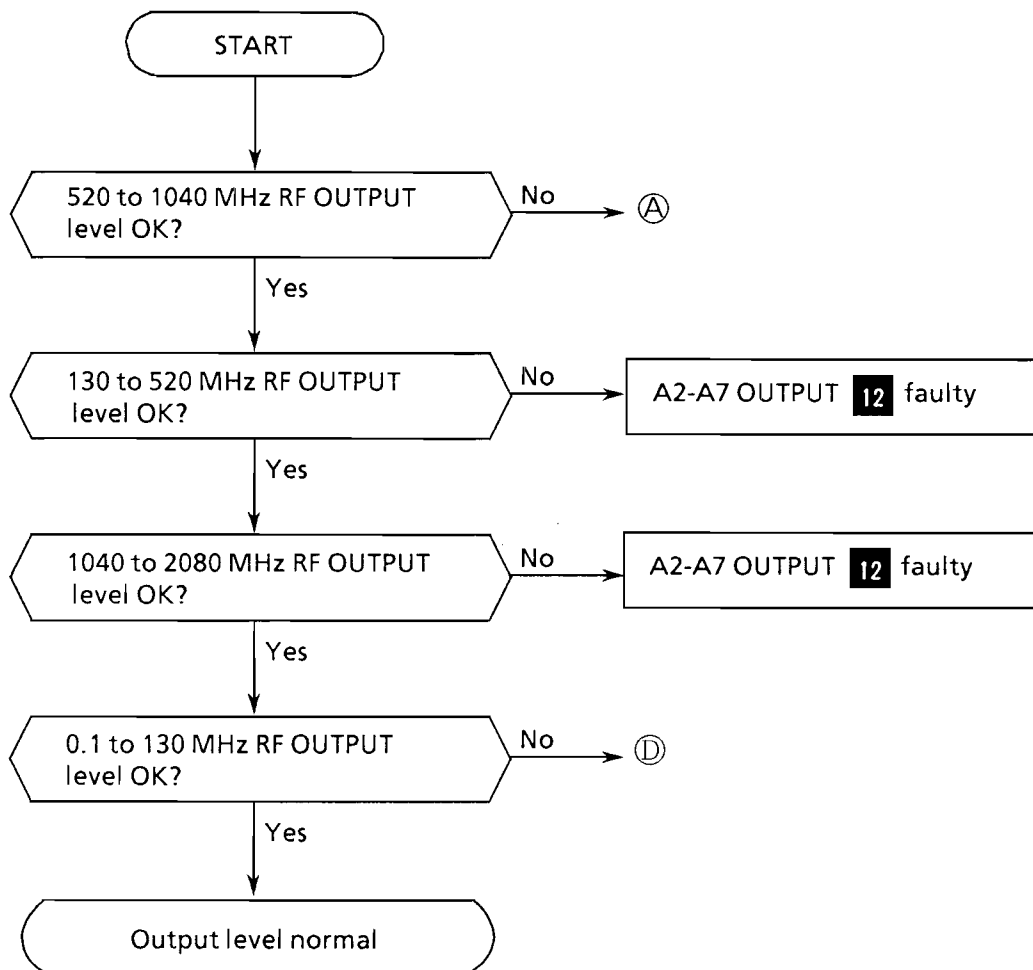 START
520 to 1040 MHz RF OUTPUT
level OK?
No
Ⓐ
Yes
130 to 520 MHz RF OUTPUT
level OK?
No
A2-A7 OUTPUT 12 faulty
Yes
1040 to 2080 MHz RF OUTPUT
level OK?
No
A2-A7 OUTPUT 12 faulty
Yes
0.1 to 130 MHz RF OUTPUT
level OK?
No
Ⓓ
Yes
Output level normal